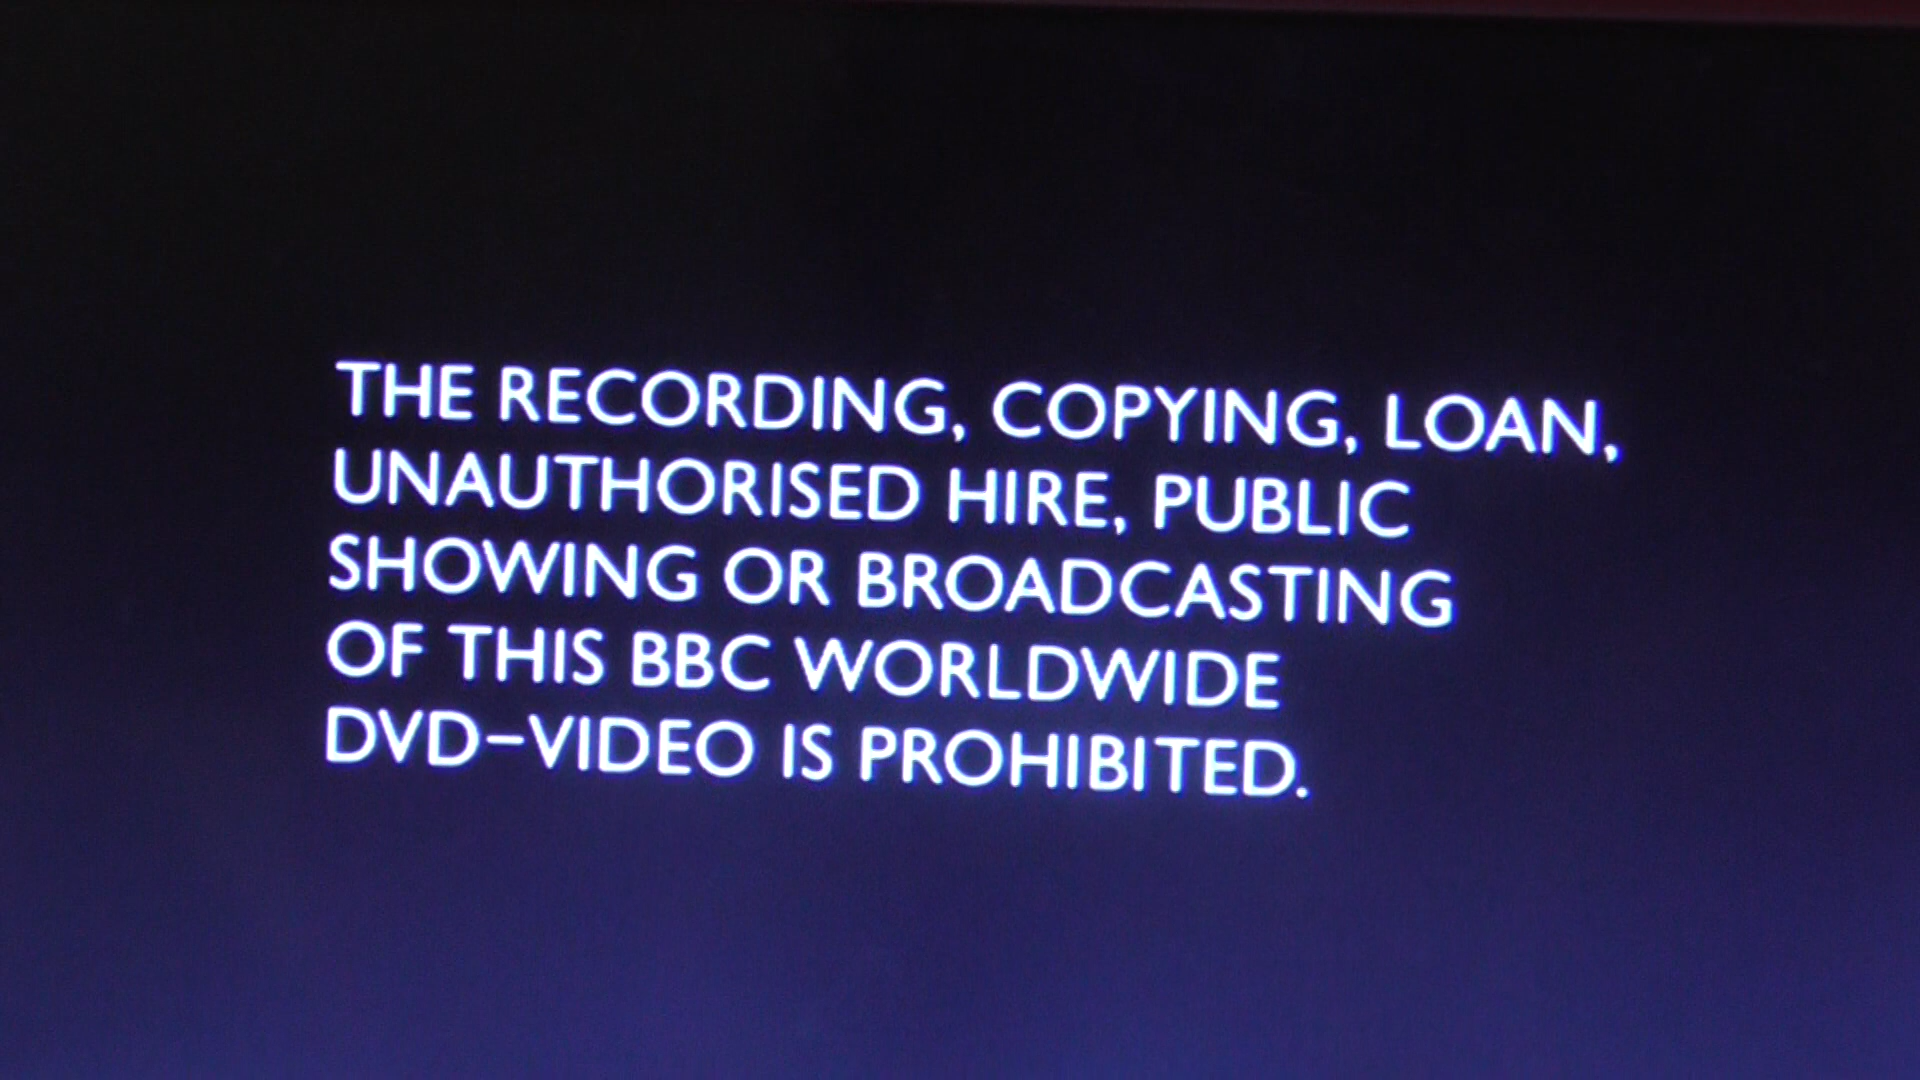 THE RECORDING, COPYING, LOAN,
UNAUTHORISED HIRE, PUBLIC
SHOWING OR BROADCASTING
OF THIS BBC WORLDWIDE
DVD-VIDEO IS PROHIBITED.